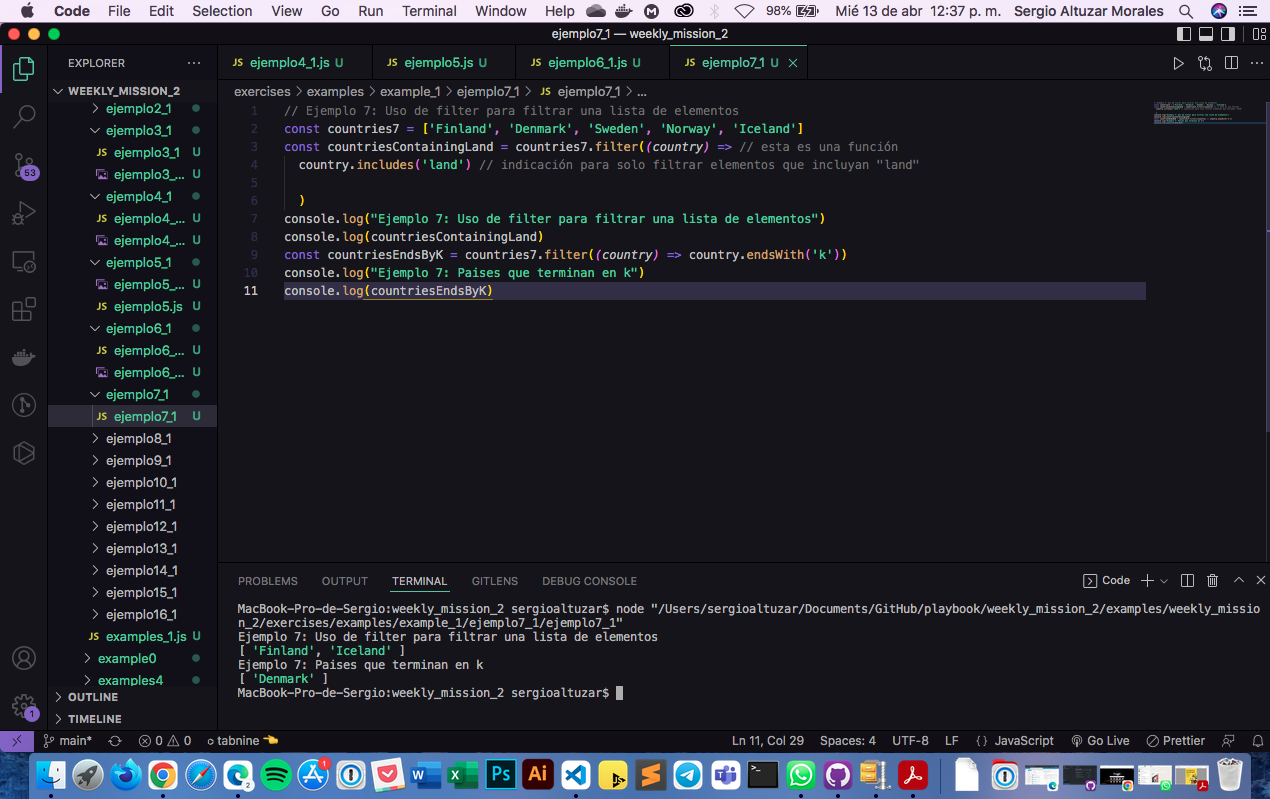 Code File Edit Selection View Go Run Terminal Window Help 98% Mié 13 de abr 12:37 p. m. Sergio Altuzar Morales
ejemplo7_1 — weekly_mission_2
EXPLORER
ejemplo4_1.js U ejemplo5.js U ejemplo6_1.js U ejemplo7_1 U
WEEKLY_MISSION_2
ejemplo2_1
ejemplo3_1
JS ejemplo3_1 U
ejemplo3_... U
ejemplo4_1
JS ejemplo4_... U
ejemplo4_... U
ejemplo5_1
ejemplo5_... U
JS ejemplo5.js U
ejemplo6_1
JS ejemplo6_... U
ejemplo6_... U
ejemplo7_1
JS ejemplo7_1 U
ejemplo8_1
ejemplo9_1
ejemplo10_1
ejemplo11_1
ejemplo12_1
ejemplo13_1
ejemplo14_1
ejemplo15_1
ejemplo16_1
JS examples_1.js U
example0
examples4
OUTLINE
TIMELINE
53
1
exercises > examples > example_1 > ejemplo7_1 > JS ejemplo7_1 > ...
1 // Ejemplo 7: Uso de filter para filtrar una lista de elementos
2 const countries7 = ['Finland', 'Denmark', 'Sweden', 'Norway', 'Iceland']
3 const countriesContainingLand = countries7.filter((country) => // esta es una función
4 country.includes('land') // indicación para solo filtrar elementos que incluyan "land"
5
6 )
7 console.log("Ejemplo 7: Uso de filter para filtrar una lista de elementos")
8 console.log(countriesContainingLand)
9 const countriesEndsByK = countries7.filter((country) => country.endsWith('k'))
10 console.log("Ejemplo 7: Paises que terminan en k")
11 console.log(countriesEndsByK)
PROBLEMS OUTPUT TERMINAL GITLENS DEBUG CONSOLE Code
MacBook-Pro-de-Sergio:weekly_mission_2 sergioaltuzar$ node "/Users/sergioaltuzar/Documents/GitHub/playbook/weekly_mission_2/examples/weekly_missio
n_2/exercises/examples/example_1/ejemplo7_1/ejemplo7_1"
Ejemplo 7: Uso de filter para filtrar una lista de elementos
[ 'Finland', 'Iceland' ]
Ejemplo 7: Paises que terminan en k
[ 'Denmark' ]
MacBook-Pro-de-Sergio:weekly_mission_2 sergioaltuzar$
main* 0 0 tabnine Ln 11, Col 29 Spaces: 4 UTF-8 LF {} JavaScript Go Live Prettier
2 1 W X Ps Ai